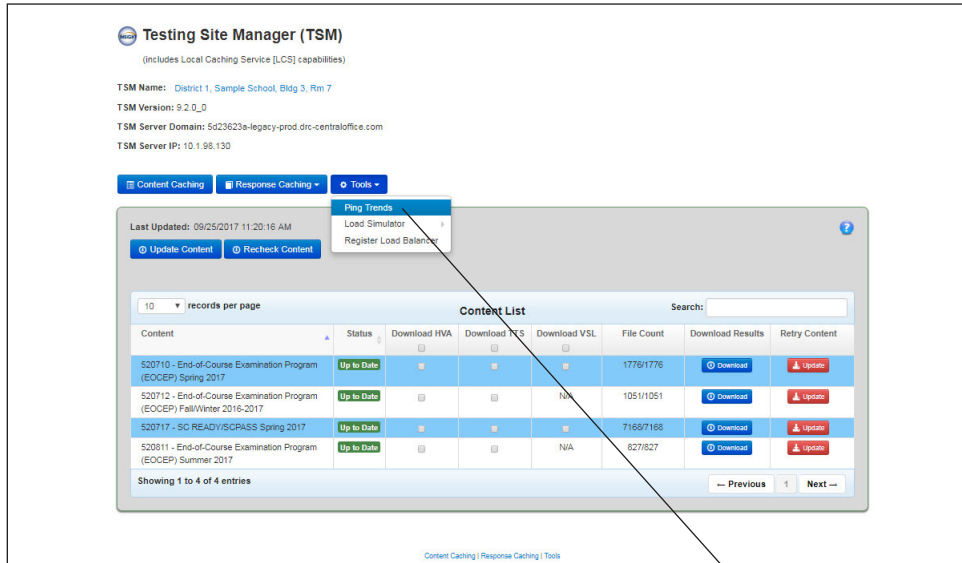 INSIGHT
Testing Site Manager (TSM)
(includes Local Caching Service [LCS] capabilities)
TSM Name: District 1, Sample School, Bldg 3, Rm 7
TSM Version: 9.2.0_0
TSM Server Domain: 5d23623a-legacy-prod.drc-centraloffice.com
TSM Server IP: 10.1.98.130
Content Caching Response Caching Tools
Ping Trends
Load Simulator
Register Load Balancer
Last Updated: 09/25/2017 11:20:16 AM
?
Update Content Recheck Content
10 records per page Content List Search:
Content Status Download HVA Download TTS Download VSL File Count Download Results Retry Content
520710 - End-of-Course Examination Program Up to Date 1776/1776 Download Update
(EOCEP) Spring 2017
520712 - End-of-Course Examination Program Up to Date N/A 1051/1051 Download Update
(EOCEP) Fall/Winter 2016-2017
520717 - SC READY/SCPASS Spring 2017 Up to Date 7168/7168 Download Update
520811 - End-of-Course Examination Program Up to Date N/A 627/627 Download Update
(EOCEP) Summer 2017
Showing 1 to 4 of 4 entries ← Previous 1 Next →
Content Caching | Response Caching | Tools